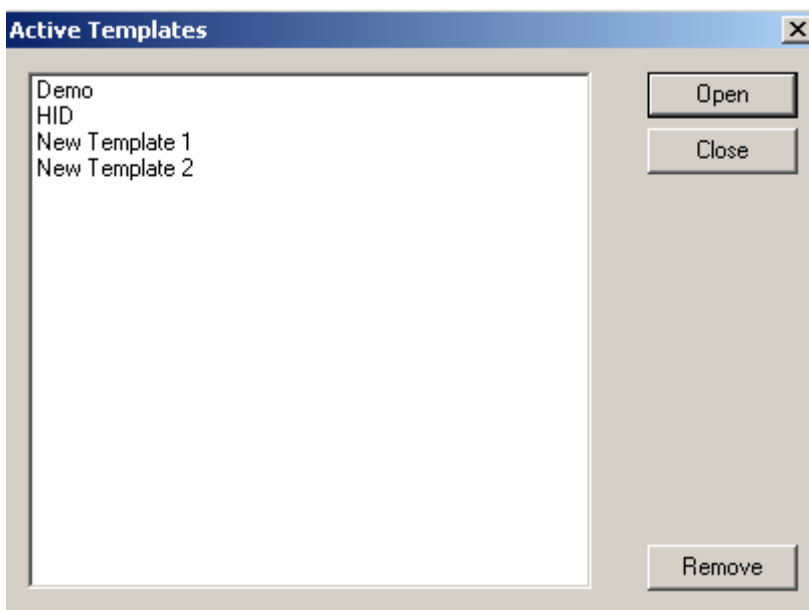 Active Templates
Demo
HID
New Template 1
New Template 2
Open
Close
Remove